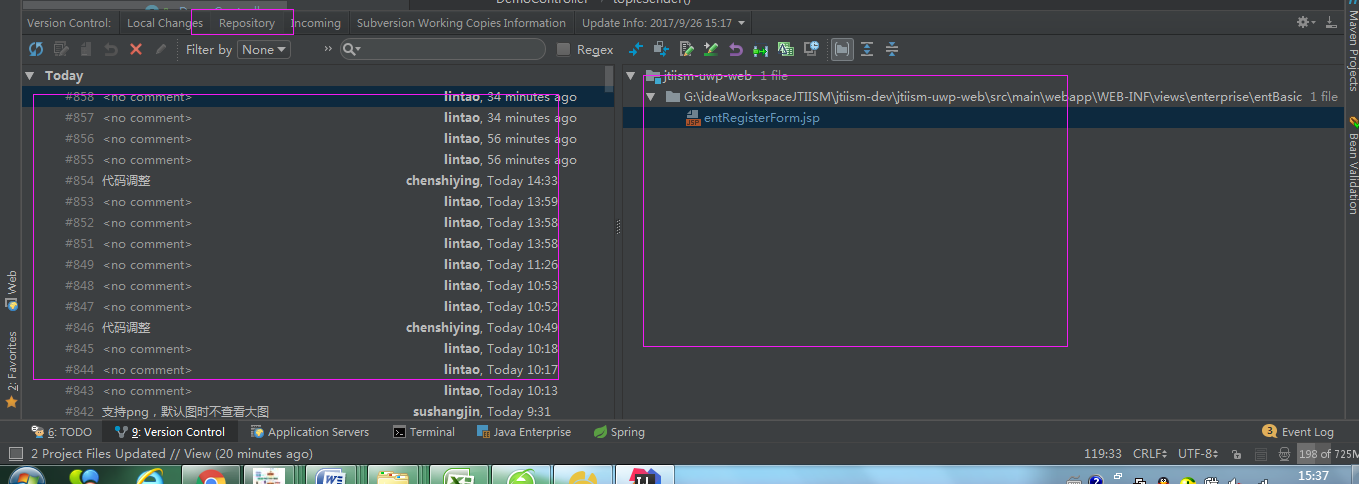 DemoController topicSender()
Version Control: Local Changes Repository Incoming Subversion Working Copies Information Update Info: 2017/9/26 15:17
Filter by None Regex
Today
#858 <no comment> lintao, 34 minutes ago
#857 <no comment> lintao, 34 minutes ago
#856 <no comment> lintao, 56 minutes ago
#855 <no comment> lintao, 56 minutes ago
#854 代码调整 chenshiying, Today 14:33
#853 <no comment> lintao, Today 13:59
#852 <no comment> lintao, Today 13:58
#851 <no comment> lintao, Today 13:58
#849 <no comment> lintao, Today 11:26
#848 <no comment> lintao, Today 10:53
#847 <no comment> lintao, Today 10:52
#846 代码调整 chenshiying, Today 10:49
#845 <no comment> lintao, Today 10:18
#844 <no comment> lintao, Today 10:17
#843 <no comment> lintao, Today 10:13
#842 支持png，默认图时不查看大图 sushangjin, Today 9:31
jtiism-uwp-web 1 file
G:\ideaWorkspaceJTIISM\jtiism-dev\jtiism-uwp-web\src\main\webapp\WEB-INF\views\enterprise\entBasic 1 file
JSP entRegisterForm.jsp
Maven Projects
Bean Validation
Web
2: Favorites
6: TODO 9: Version Control Application Servers Terminal Java Enterprise Spring 3 Event Log
2 Project Files Updated // View (20 minutes ago) 119:33 CRLF UTF-8 198 of 725M
15:37